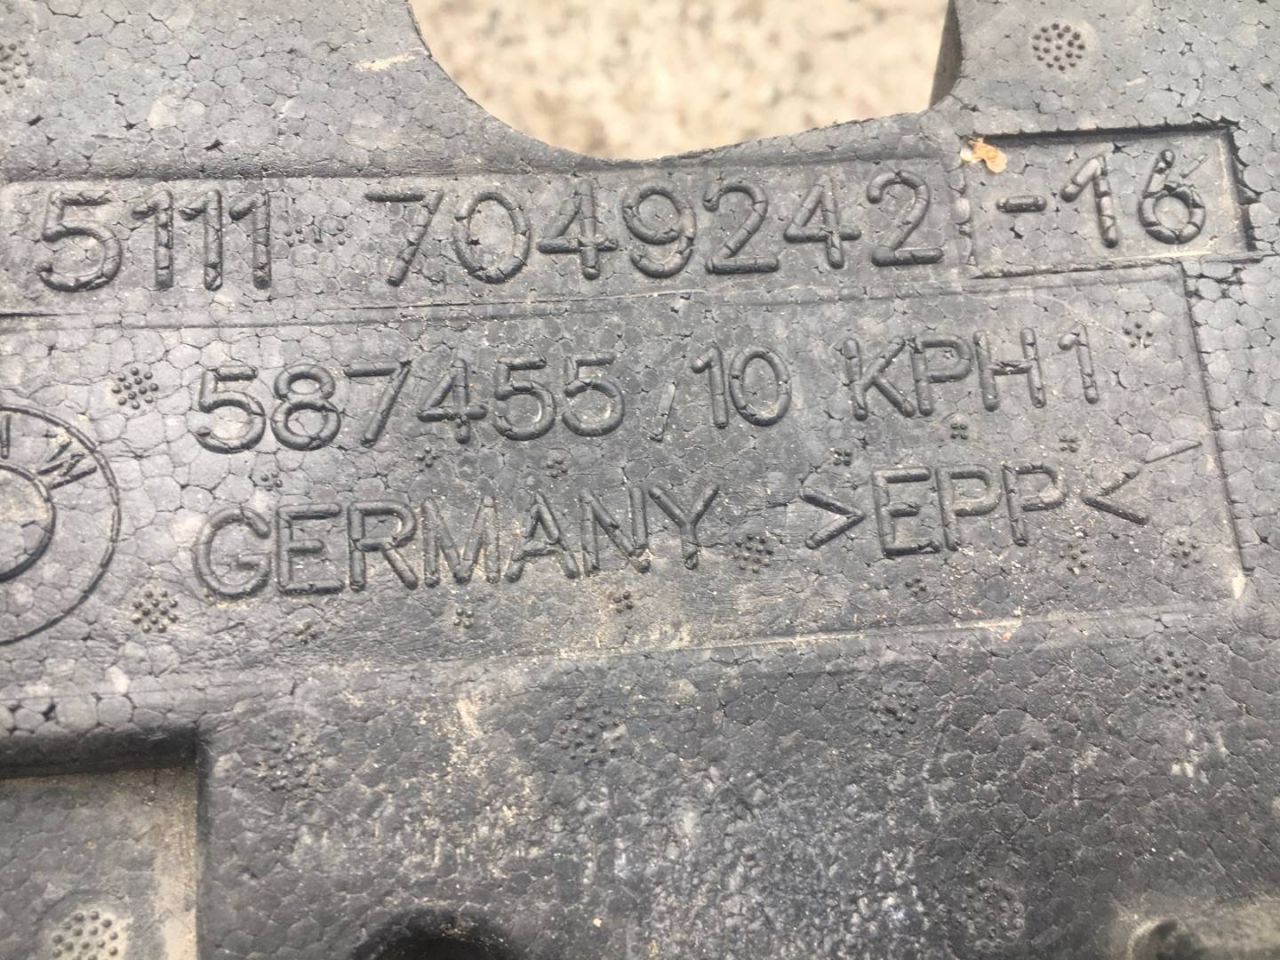 5111 7049242 -16
587455/10 KPH1
GERMANY >EPP<
W